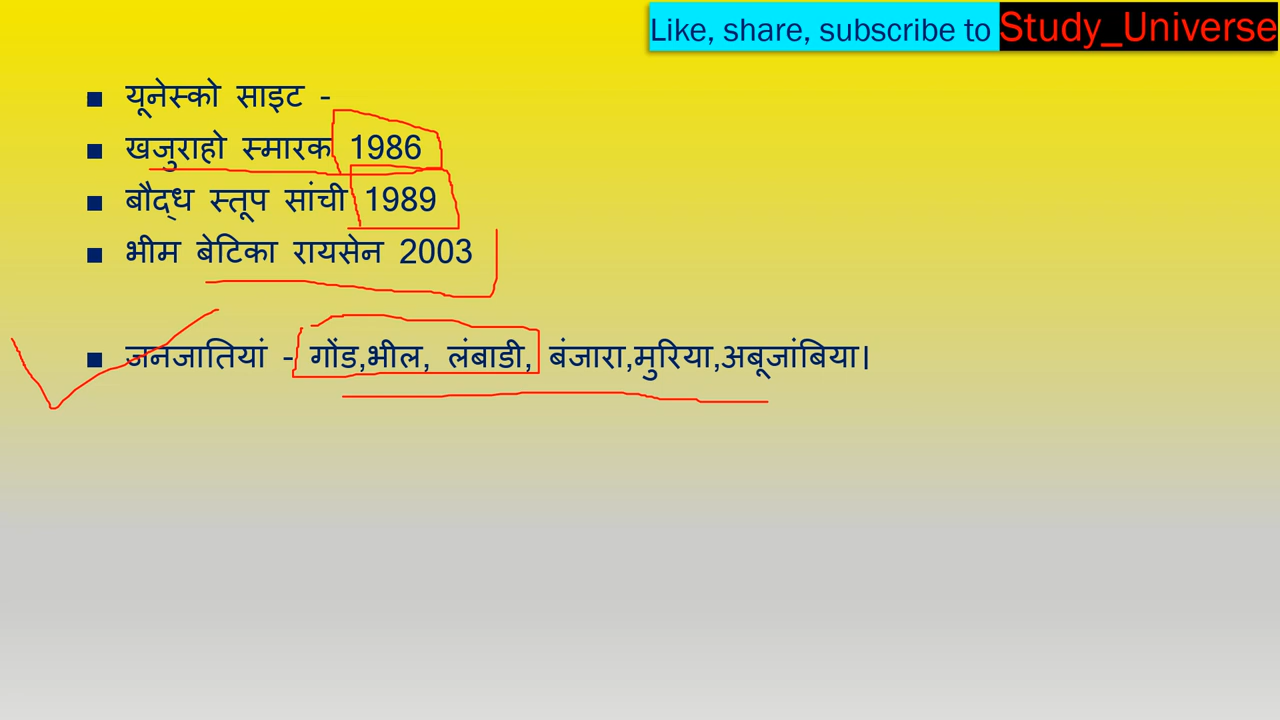 Like, share, subscribe to Study_Universe
यूनेस्को साइट -
खजुराहो स्मारक 1986
बौद्ध स्तूप सांची 1989
भीम बेटिका रायसेन 2003
जनजातियां - गोंड,भील, लंबाडी, बंजारा,मुरिया,अबूजांबिया।